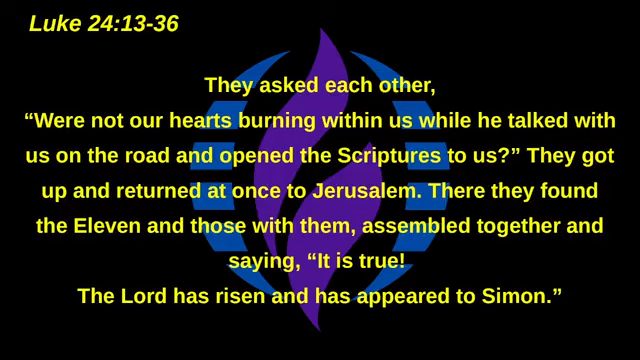 Luke 24:13-36
They asked each other,
“Were not our hearts burning within us while he talked with
us on the road and opened the Scriptures to us?” They got
up and returned at once to Jerusalem. There they found
the Eleven and those with them, assembled together and
saying, “It is true!
The Lord has risen and has appeared to Simon.”